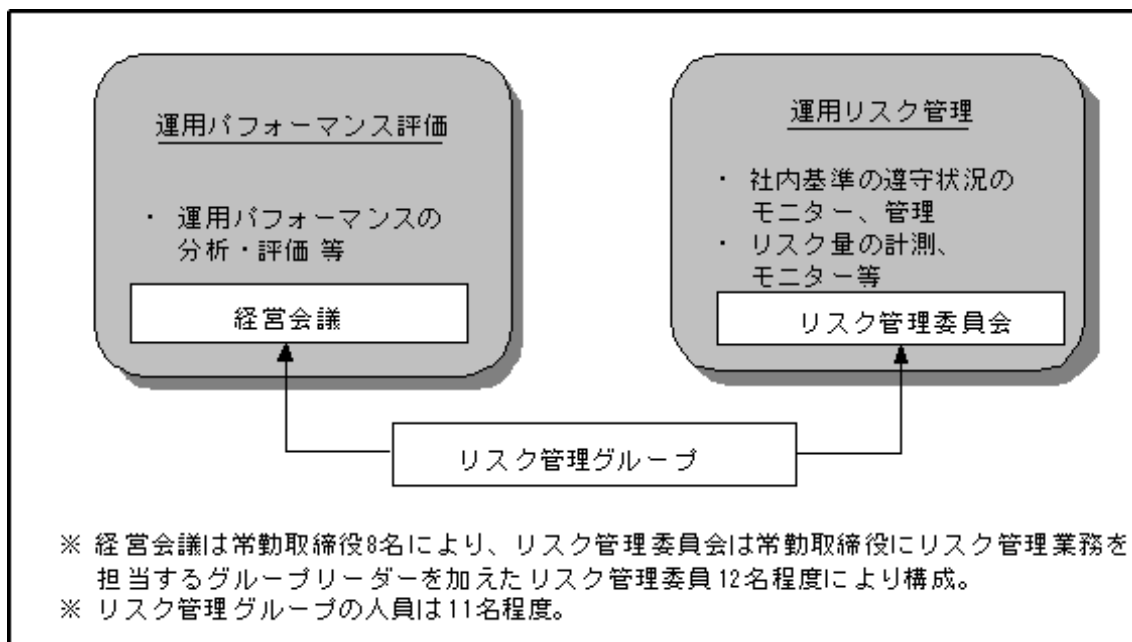 運用パフォーマンス評価
・ 運用パフォーマンスの
分析・評価 等
経営会議
運用リスク管理
・ 社内基準の遵守状況の
モニター、管理
・ リスク量の計測、
モニター等
リスク管理委員会
リスク管理グループ
※ 経営会議は常勤取締役8名により、リスク管理委員会は常勤取締役にリスク管理業務を
担当するグループリーダーを加えたリスク管理委員12名程度により構成。
※ リスク管理グループの人員は11名程度。